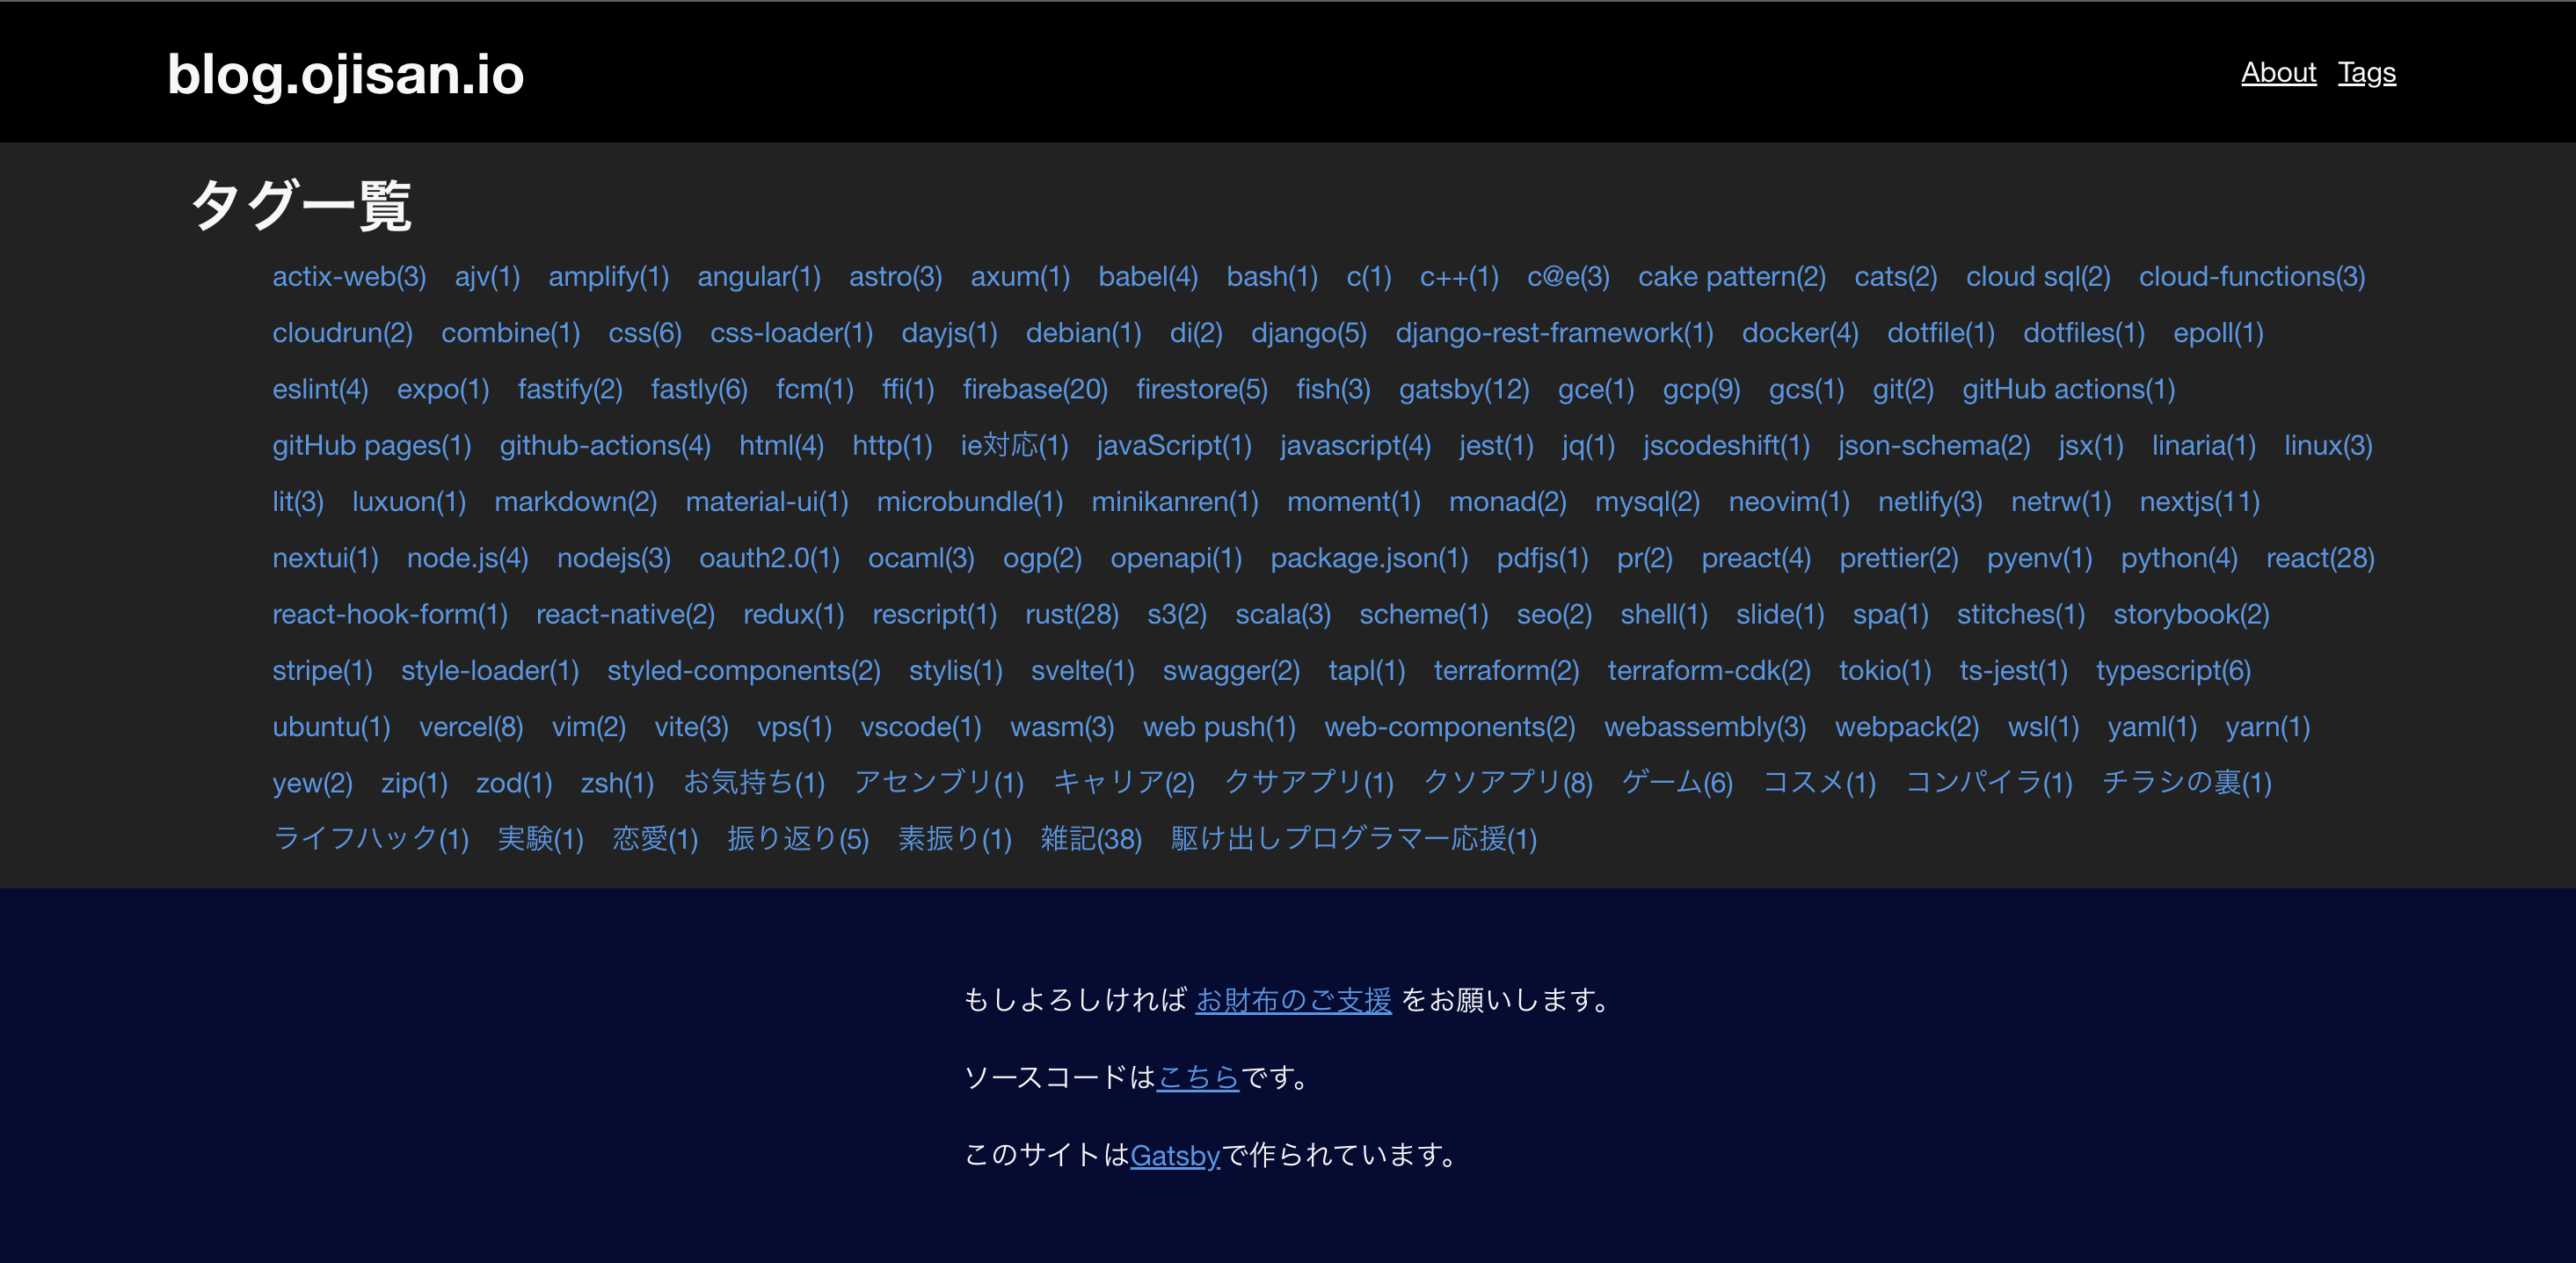 blog.ojisan.io
About Tags
タグ一覧
actix-web(3) ajv(1) amplify(1) angular(1) astro(3) axum(1) babel(4) bash(1) c(1) c++(1) c@e(3) cake pattern(2) cats(2) cloud sql(2) cloud-functions(3)
cloudrun(2) combine(1) css(6) css-loader(1) dayjs(1) debian(1) di(2) django(5) django-rest-framework(1) docker(4) dotfile(1) dotfiles(1) epoll(1)
eslint(4) expo(1) fastify(2) fastly(6) fcm(1) ffi(1) firebase(20) firestore(5) fish(3) gatsby(12) gce(1) gcp(9) gcs(1) git(2) gitHub actions(1)
gitHub pages(1) github-actions(4) html(4) http(1) ie対応(1) javaScript(1) javascript(4) jest(1) jq(1) jscodeshift(1) json-schema(2) jsx(1) linaria(1) linux(3)
lit(3) luxuon(1) markdown(2) material-ui(1) microbundle(1) minikanren(1) moment(1) monad(2) mysql(2) neovim(1) netlify(3) netrw(1) nextjs(11)
nextui(1) node.js(4) nodejs(3) oauth2.0(1) ocaml(3) ogp(2) openapi(1) package.json(1) pdfjs(1) pr(2) preact(4) prettier(2) pyenv(1) python(4) react(28)
react-hook-form(1) react-native(2) redux(1) rescript(1) rust(28) s3(2) scala(3) scheme(1) seo(2) shell(1) slide(1) spa(1) stitches(1) storybook(2)
stripe(1) style-loader(1) styled-components(2) stylis(1) svelte(1) swagger(2) tapl(1) terraform(2) terraform-cdk(2) tokio(1) ts-jest(1) typescript(6)
ubuntu(1) vercel(8) vim(2) vite(3) vps(1) vscode(1) wasm(3) web push(1) web-components(2) webassembly(3) webpack(2) wsl(1) yaml(1) yarn(1)
yew(2) zip(1) zod(1) zsh(1) お気持ち(1) アセンブリ(1) キャリア(2) クサアプリ(1) クソアプリ(8) ゲーム(6) コスメ(1) コンパイラ(1) チラシの裏(1)
ライフハック(1) 実験(1) 恋愛(1) 振り返り(5) 素振り(1) 雑記(38) 駆け出しプログラマー応援(1)
もしよろしければ お財布のご支援 をお願いします。
ソースコードはこちらです。
このサイトはGatsbyで作られています。